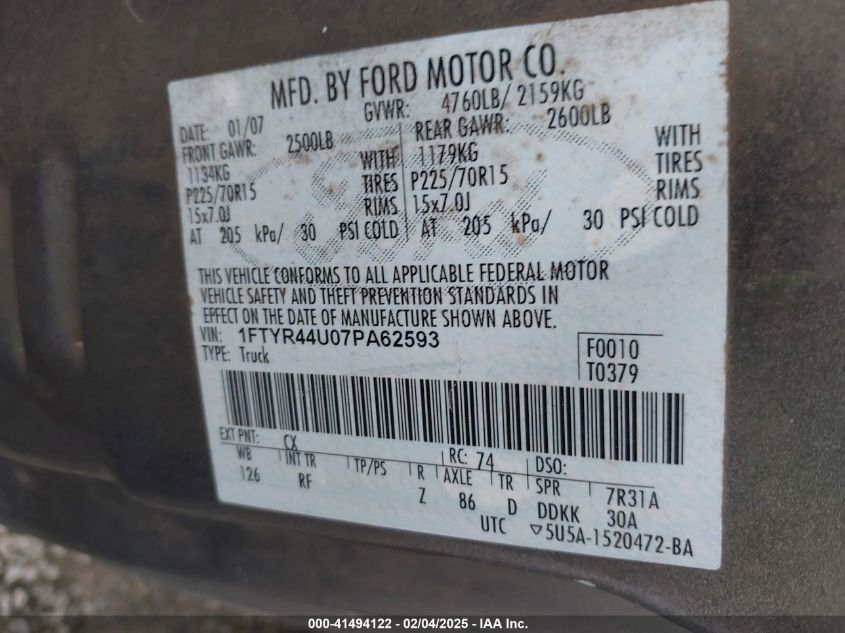 MFD. BY FORD MOTOR CO.
DATE: 01/07 GVWR: 4760LB/ 2159KG
FRONT GAWR: 2500LB REAR GAWR: 2600LB
1134KG WITH 1179KG WITH
P225/70R15 TIRES P225/70R15 TIRES
15x7.0J RIMS 15x7.0J RIMS
AT 205 kPa/ 30 PSI COLD AT 205 kPa/ 30 PSI COLD
THIS VEHICLE CONFORMS TO ALL APPLICABLE FEDERAL MOTOR
VEHICLE SAFETY AND THEFT PREVENTION STANDARDS IN
EFFECT ON THE DATE OF MANUFACTURE SHOWN ABOVE.
VIN: 1FTYR44U07PA62593 F0010
TYPE: Truck T0379
EXT PNT: CX RC: 74 DSO:
WB INT TR TP/PS R AXLE TR SPR 7R31A
126 RF Z 86 D DDKK 30A
UTC ▽5U5A-1520472-BA
000-41494122 - 02/04/2025 - IAA Inc.